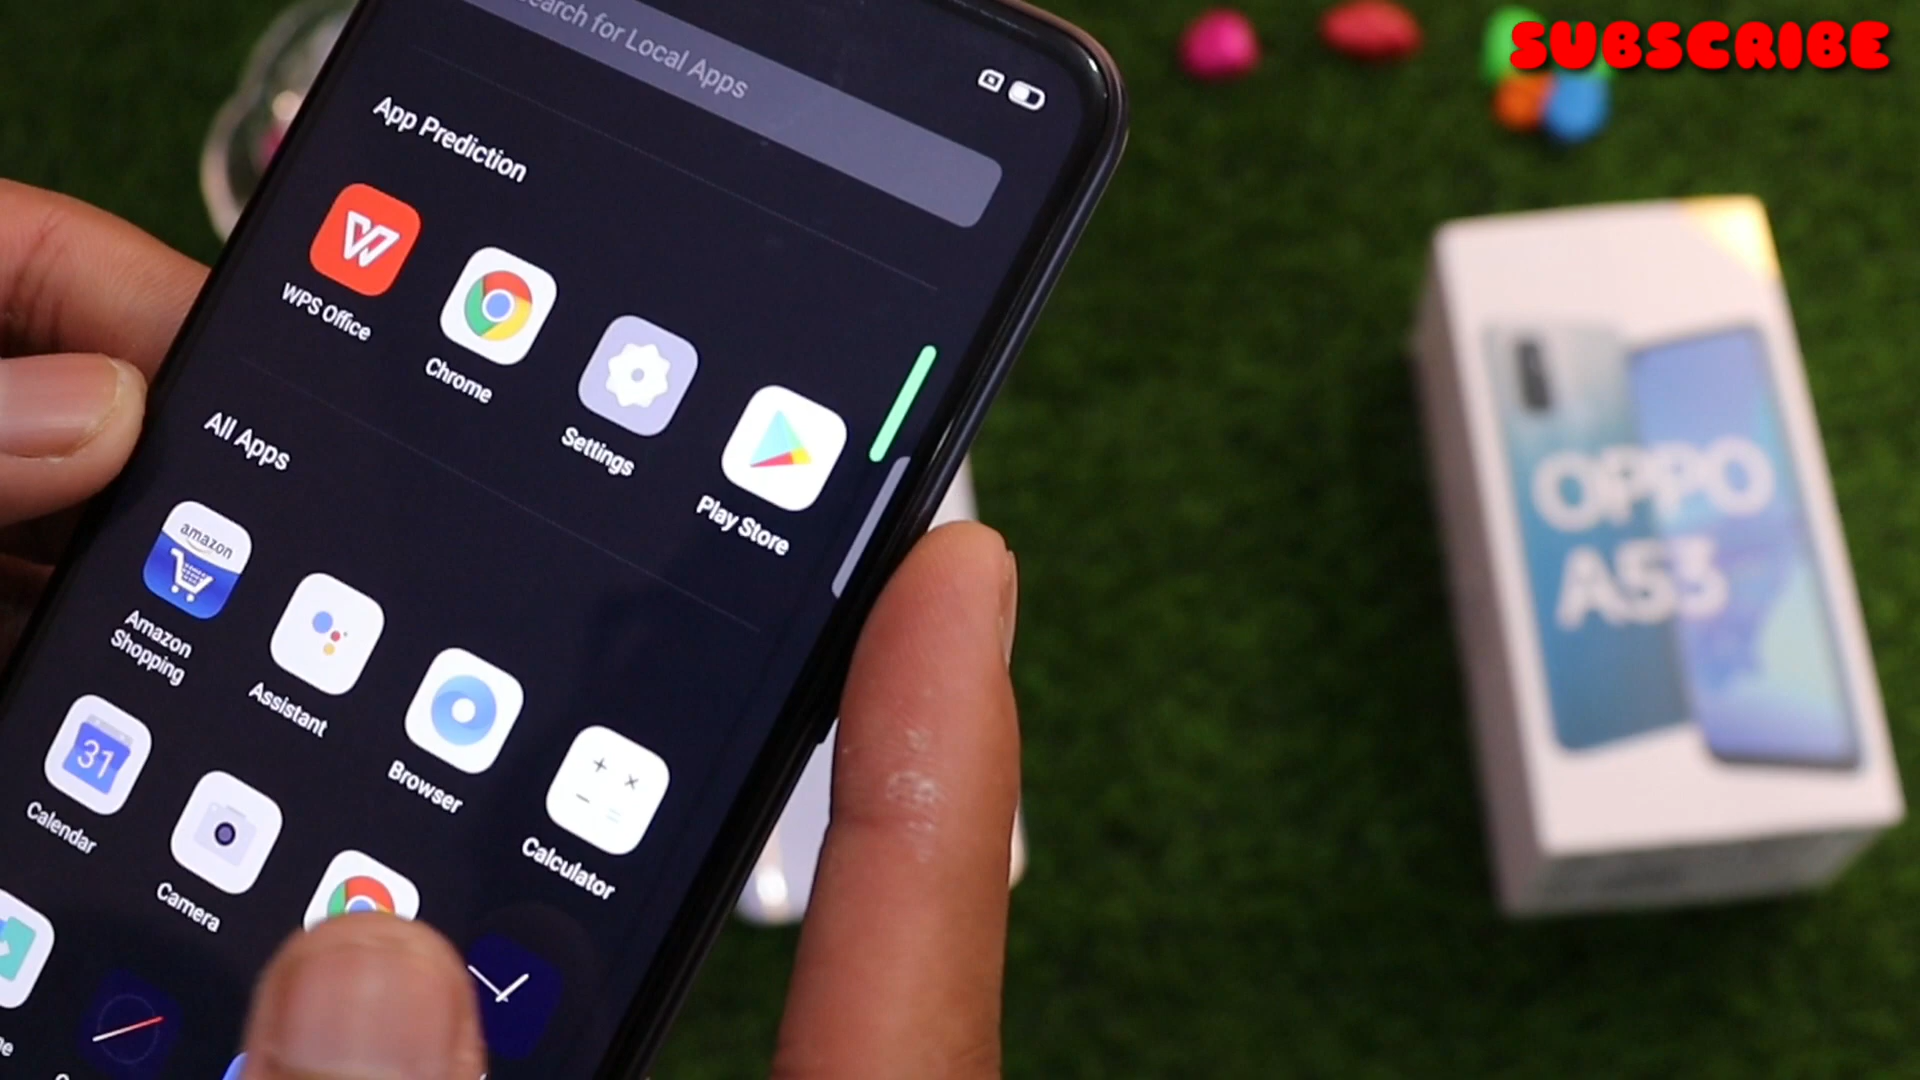 SUBSCRIBE
Search for Local Apps
App Prediction
WPS Office
Chrome
Settings
Play Store
All Apps
amazon
Amazon
Shopping
Assistant
Browser
Calculator
31
Calendar
Camera
OPPO
A53